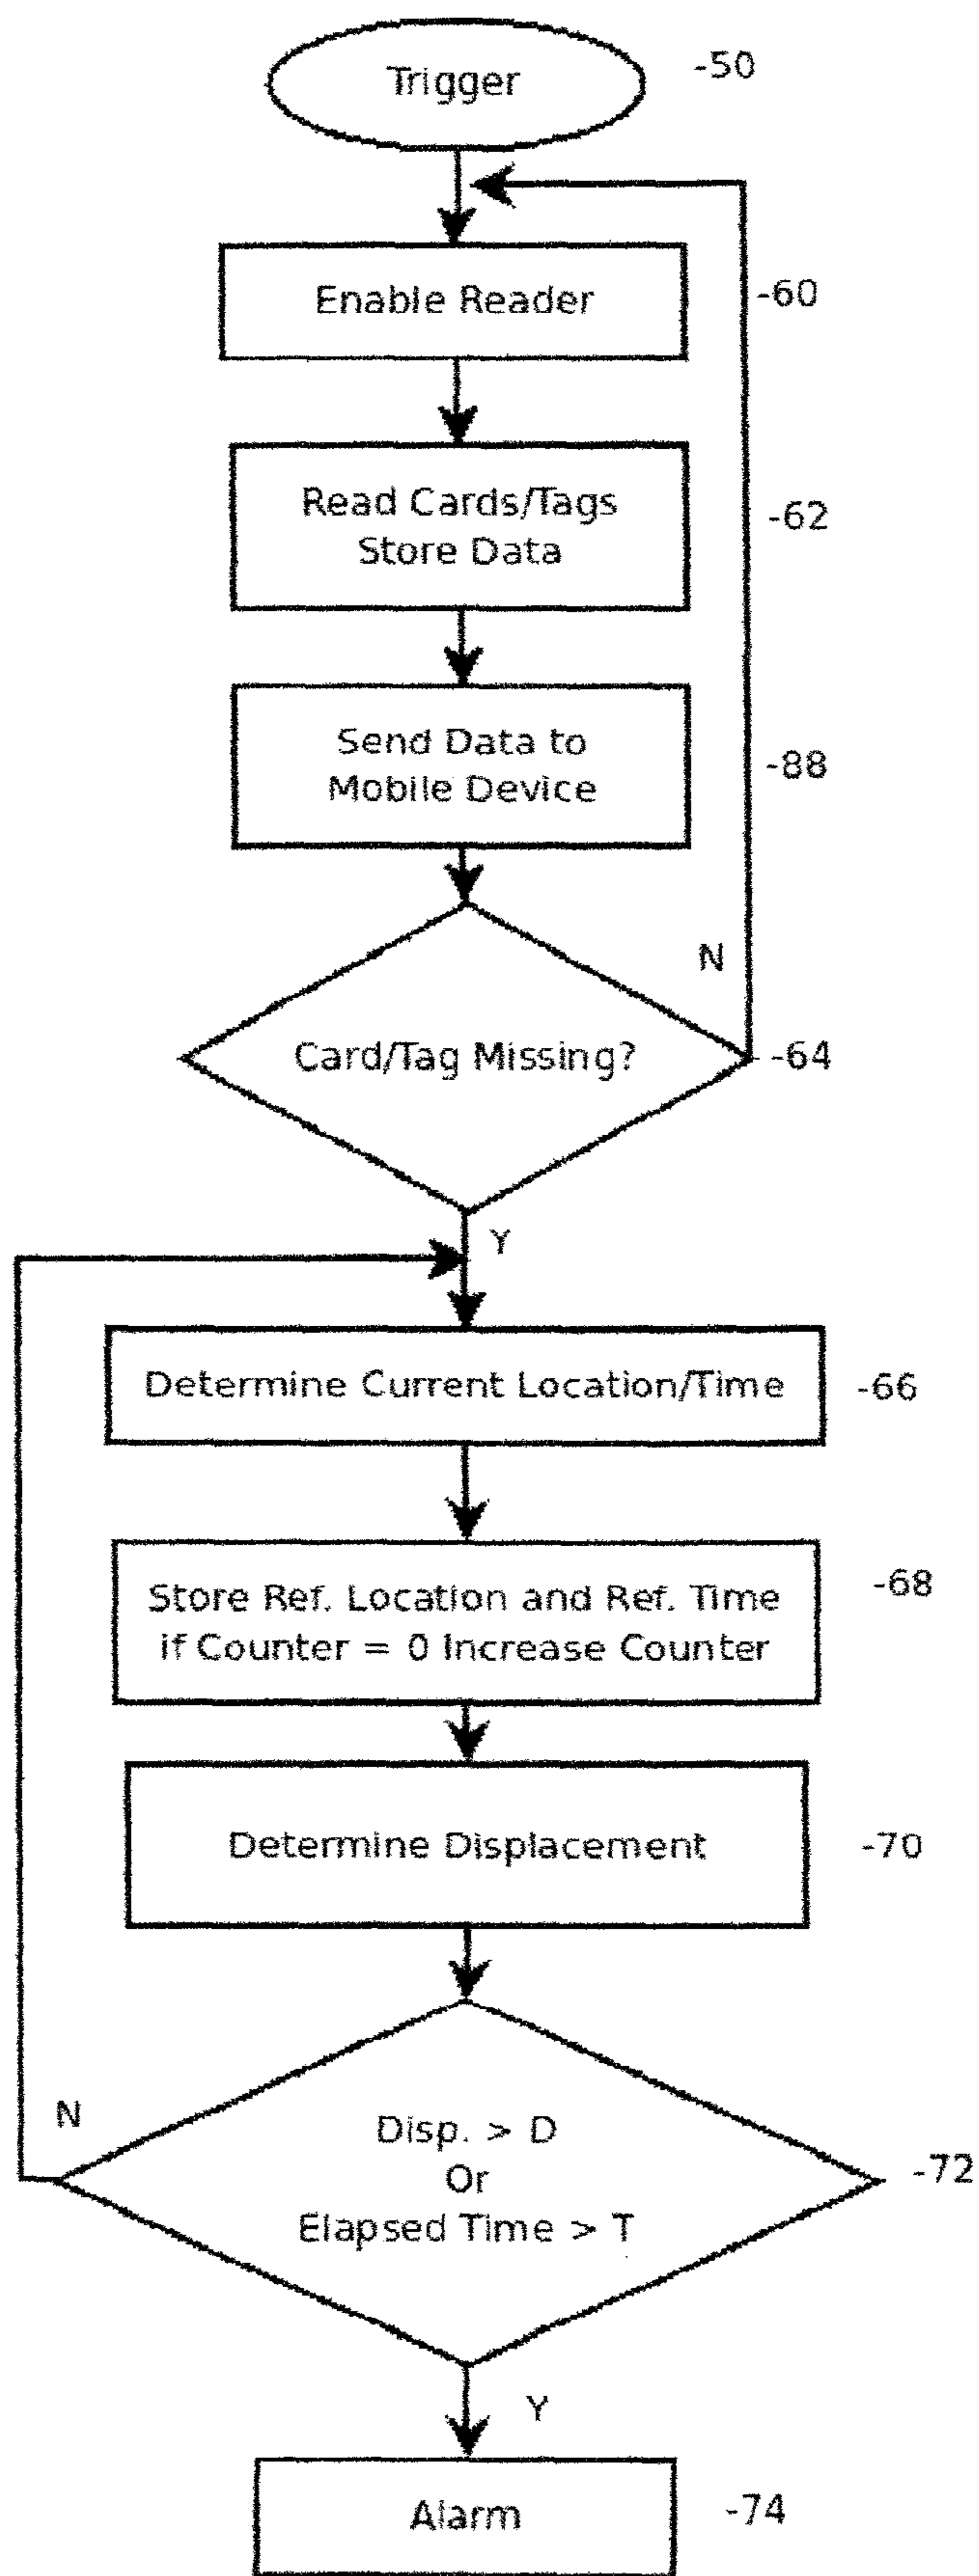 Trigger
-50
Enable Reader
-60
Read Cards/Tags
Store Data
-62
Send Data to
Mobile Device
-88
N
Card/Tag Missing?
-64
Y
Determine Current Location/Time
-66
Store Ref. Location and Ref. Time
if Counter = 0 Increase Counter
-68
Determine Displacement
-70
N
Disp. > D
Or
Elapsed Time > T
-72
Y
Alarm
-74